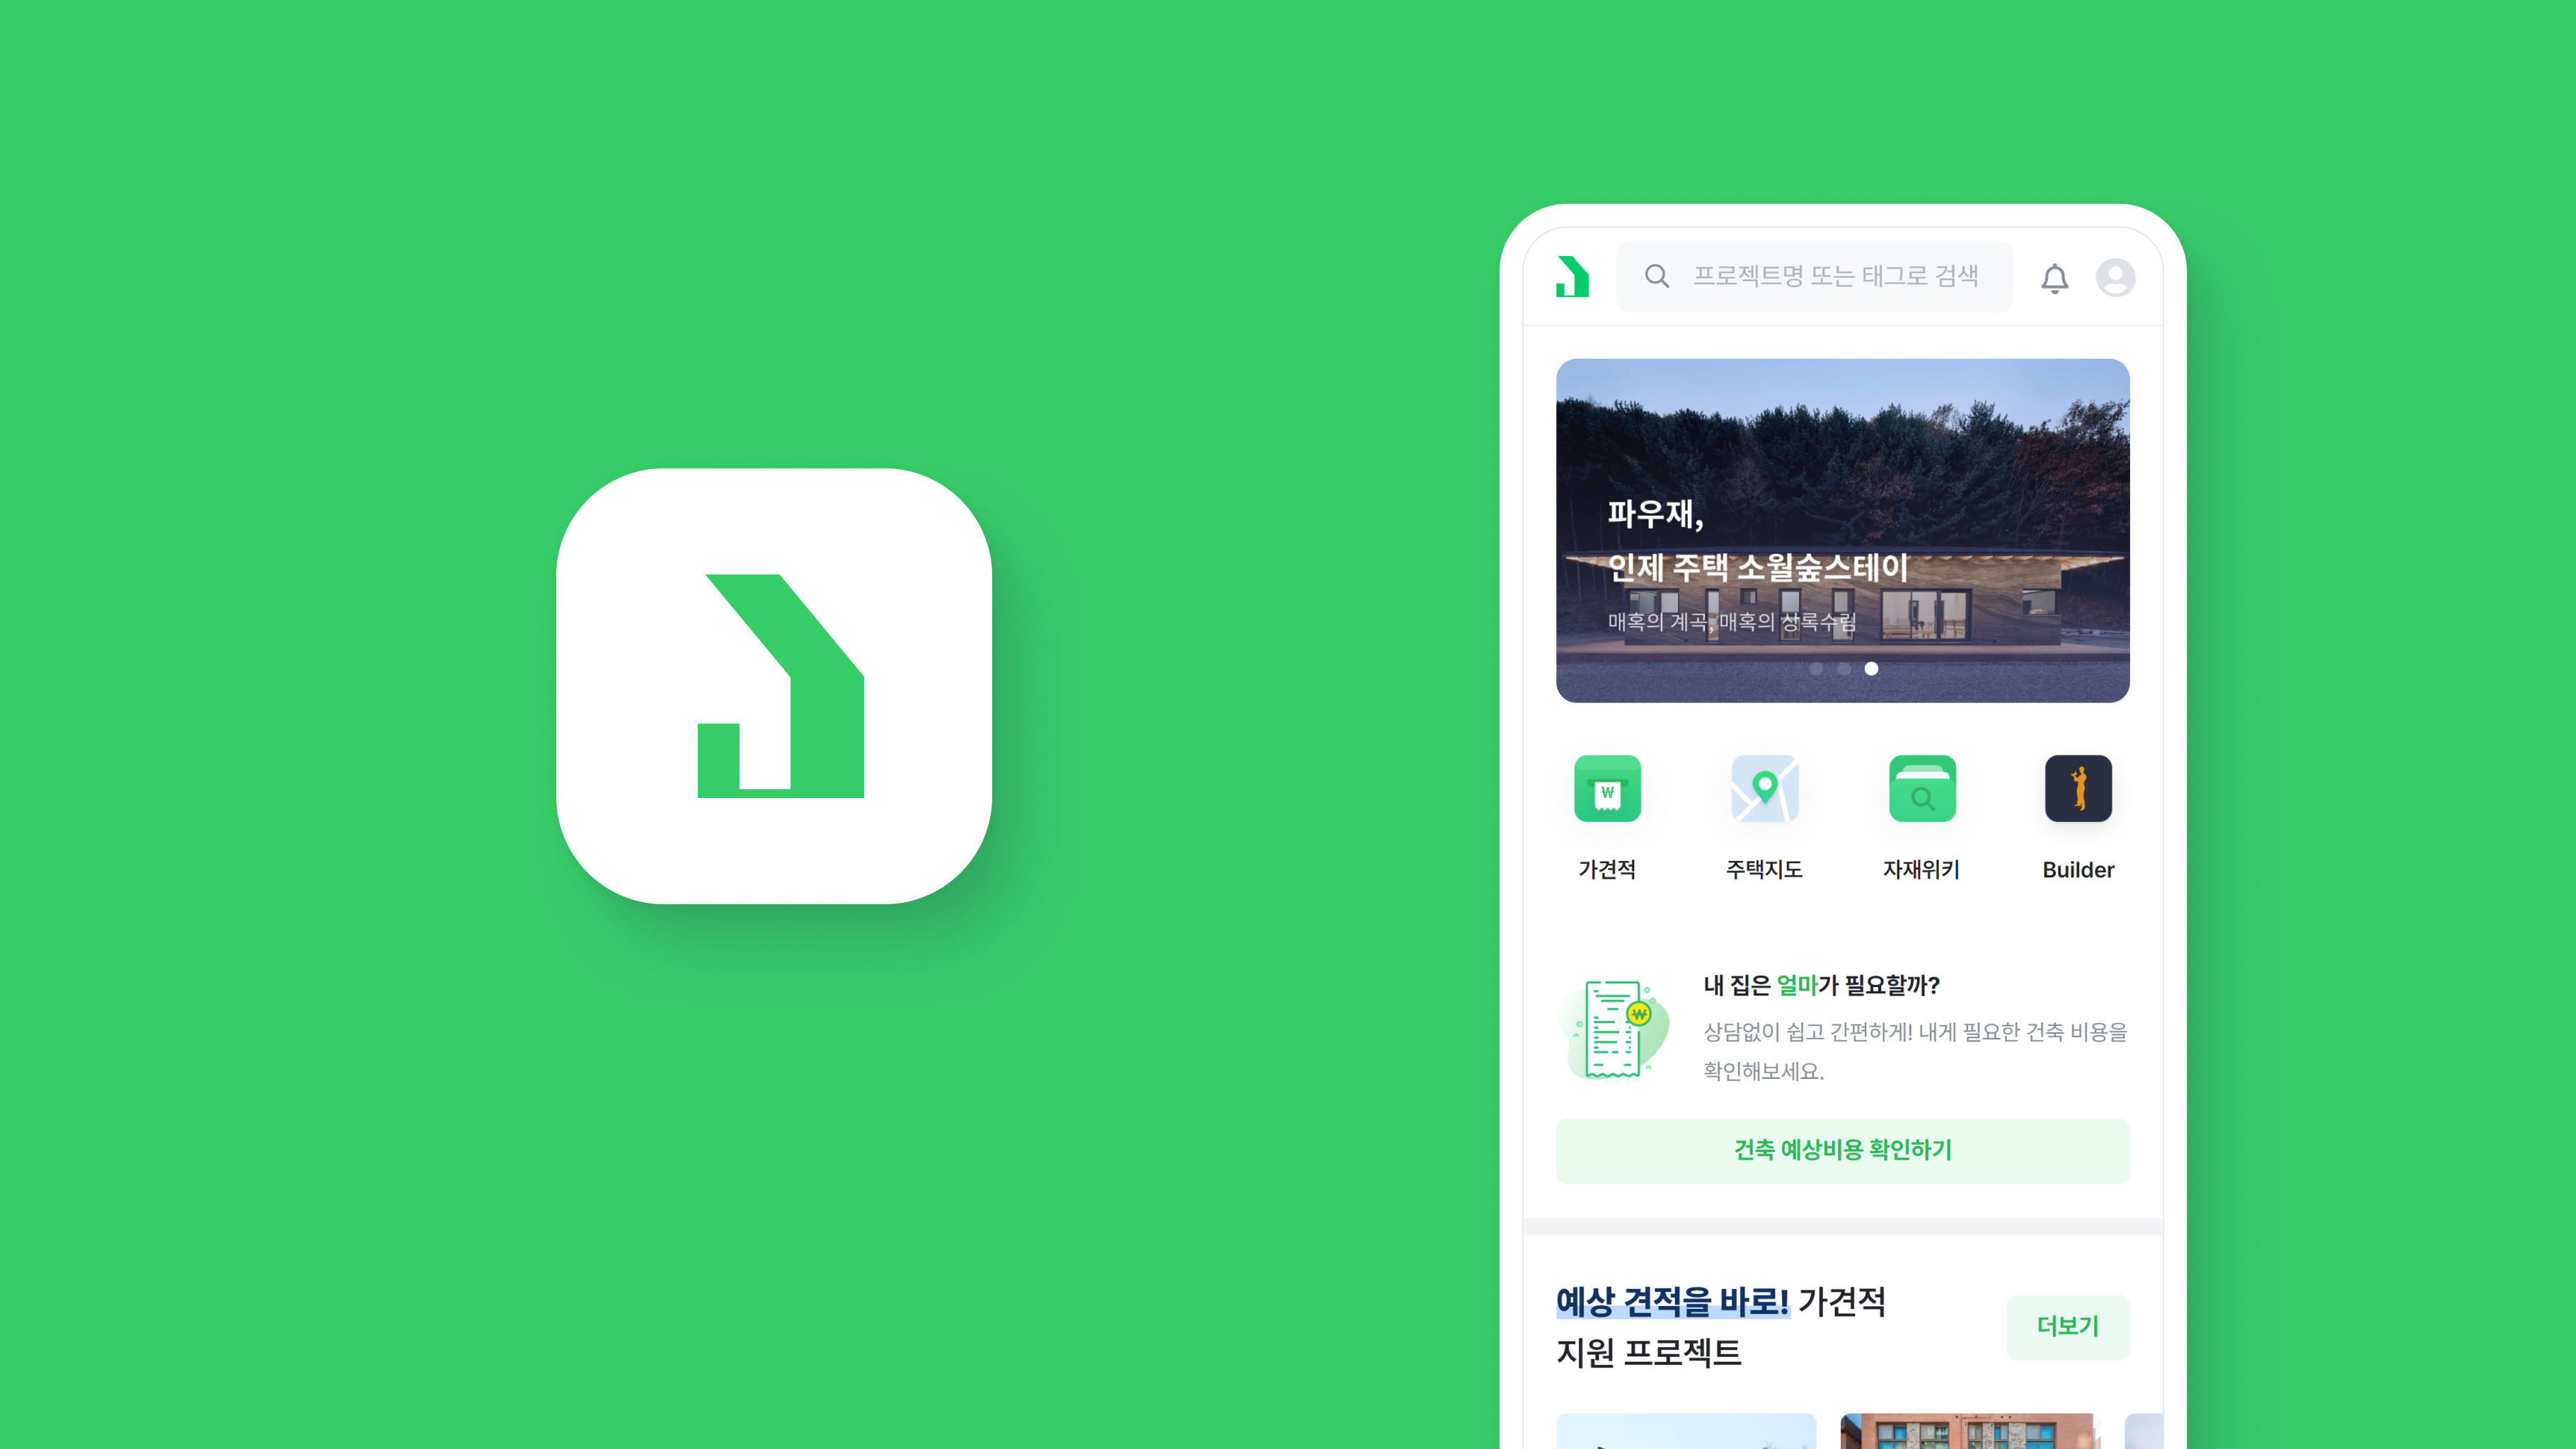 프로젝트명 또는 태그로 검색
파우재,
인제 주택 소월숲스테이
매혹의 계곡, 매혹의 상록수림
₩
가견적
주택지도
자재위키
Builder
₩
내 집은 얼마가 필요할까?
상담없이 쉽고 간편하게! 내게 필요한 건축 비용을
확인해보세요.
건축 예상비용 확인하기
예상 견적을 바로! 가견적
지원 프로젝트
더보기